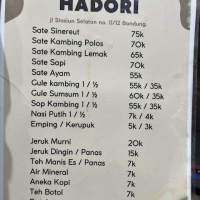 HADORI
jl Stasiun Selatan no. 11/12 Bandung.
Sate Sinereut 75k
Sate Kambing Polos 70k
Sate Kambing Lemak 65k
Sate Sapi 70k
Sate Ayam 55k
Gule kambing 1 / ½ 55k / 35k
Gule Sumsum 1 / ½ 60k / 35k
Sop Kambing 1 / ½ 55k / 35k
Nasi Putih 1 / ½ 7k / 4k
Emping / Kerupuk 5k / 3k
Jeruk Murni 20k
Jeruk Dingin / Panas 15k
Teh Manis Es / Panas 7k
Air Mineral 7k
Aneka Kopi 7k
Teh Botol 7k